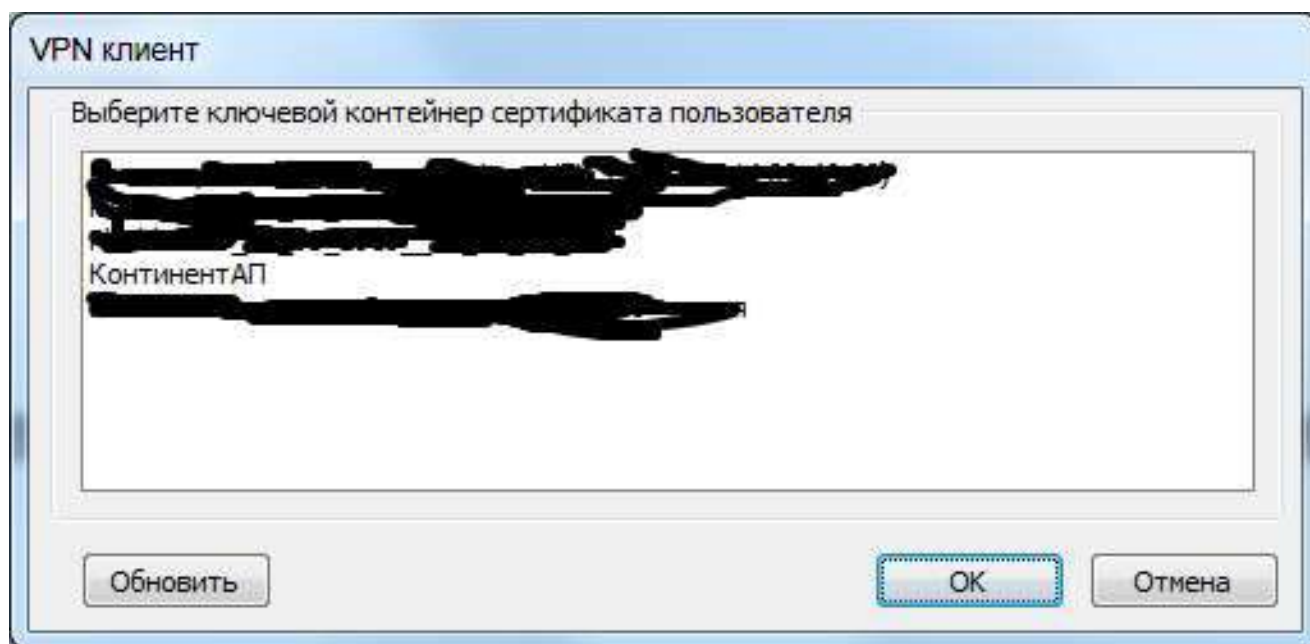 VPN клиент
Выберите ключевой контейнер сертификата пользователя
КонтинентАП
Обновить
OK
Отмена